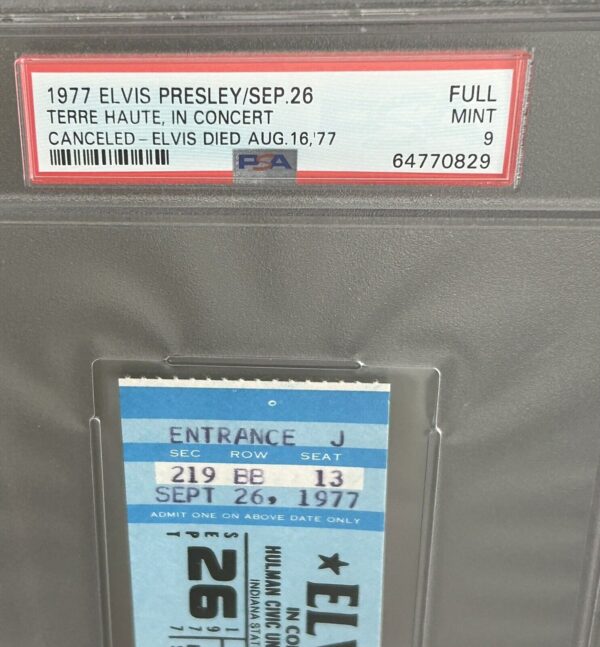 1977 ELVIS PRESLEY/SEP.26
FULL
TERRE HAUTE, IN CONCERT
MINT
CANCELED-ELVIS DIED AUG.16,'77
9
PSA
64770829
ENTRANCE J
SEC ROW SEAT
219 BB 13
SEPT 26, 1977
ADMIT ONE ON ABOVE DATE ONLY
SEPT
26
197
HULMAN CIVIC UN
INDIANA STAT
IN CO
★ELV